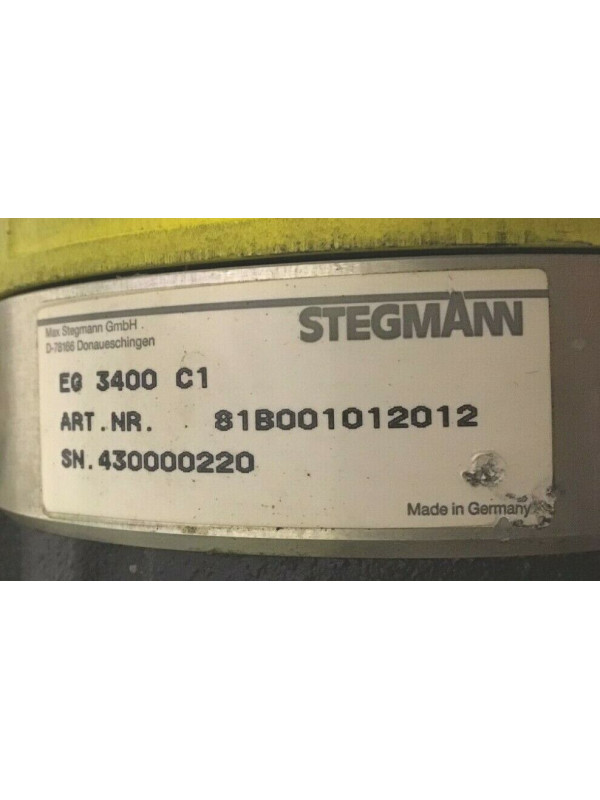 Max Stegmann GmbH
D-78166 Donaueschingen
STEGMANN
EG 3400 C1
ART.NR. 81B001012012
SN.430000220
Made in Germany